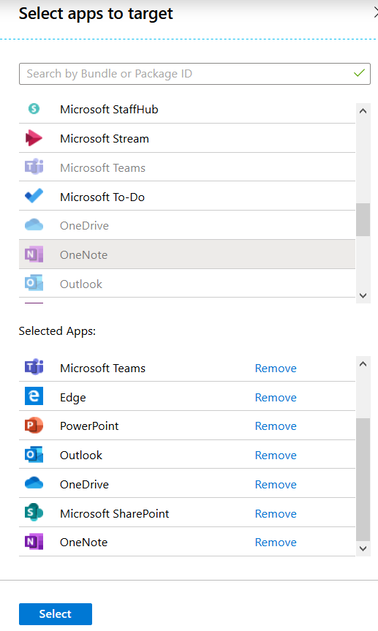 Select apps to target
Search by Bundle or Package ID
Microsoft StaffHub
Microsoft Stream
Microsoft Teams
Microsoft To-Do
OneDrive
OneNote
Outlook
Selected Apps:
Microsoft Teams Remove
Edge Remove
PowerPoint Remove
Outlook Remove
OneDrive Remove
Microsoft SharePoint Remove
OneNote Remove
Select